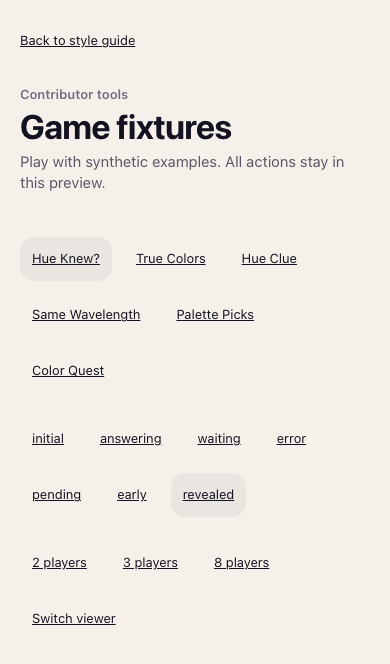 Back to style guide
Contributor tools
Game fixtures
Play with synthetic examples. All actions stay in
this preview.
Hue Knew? True Colors Hue Clue
Same Wavelength Palette Picks
Color Quest
initial answering waiting error
pending early revealed
2 players 3 players 8 players
Switch viewer